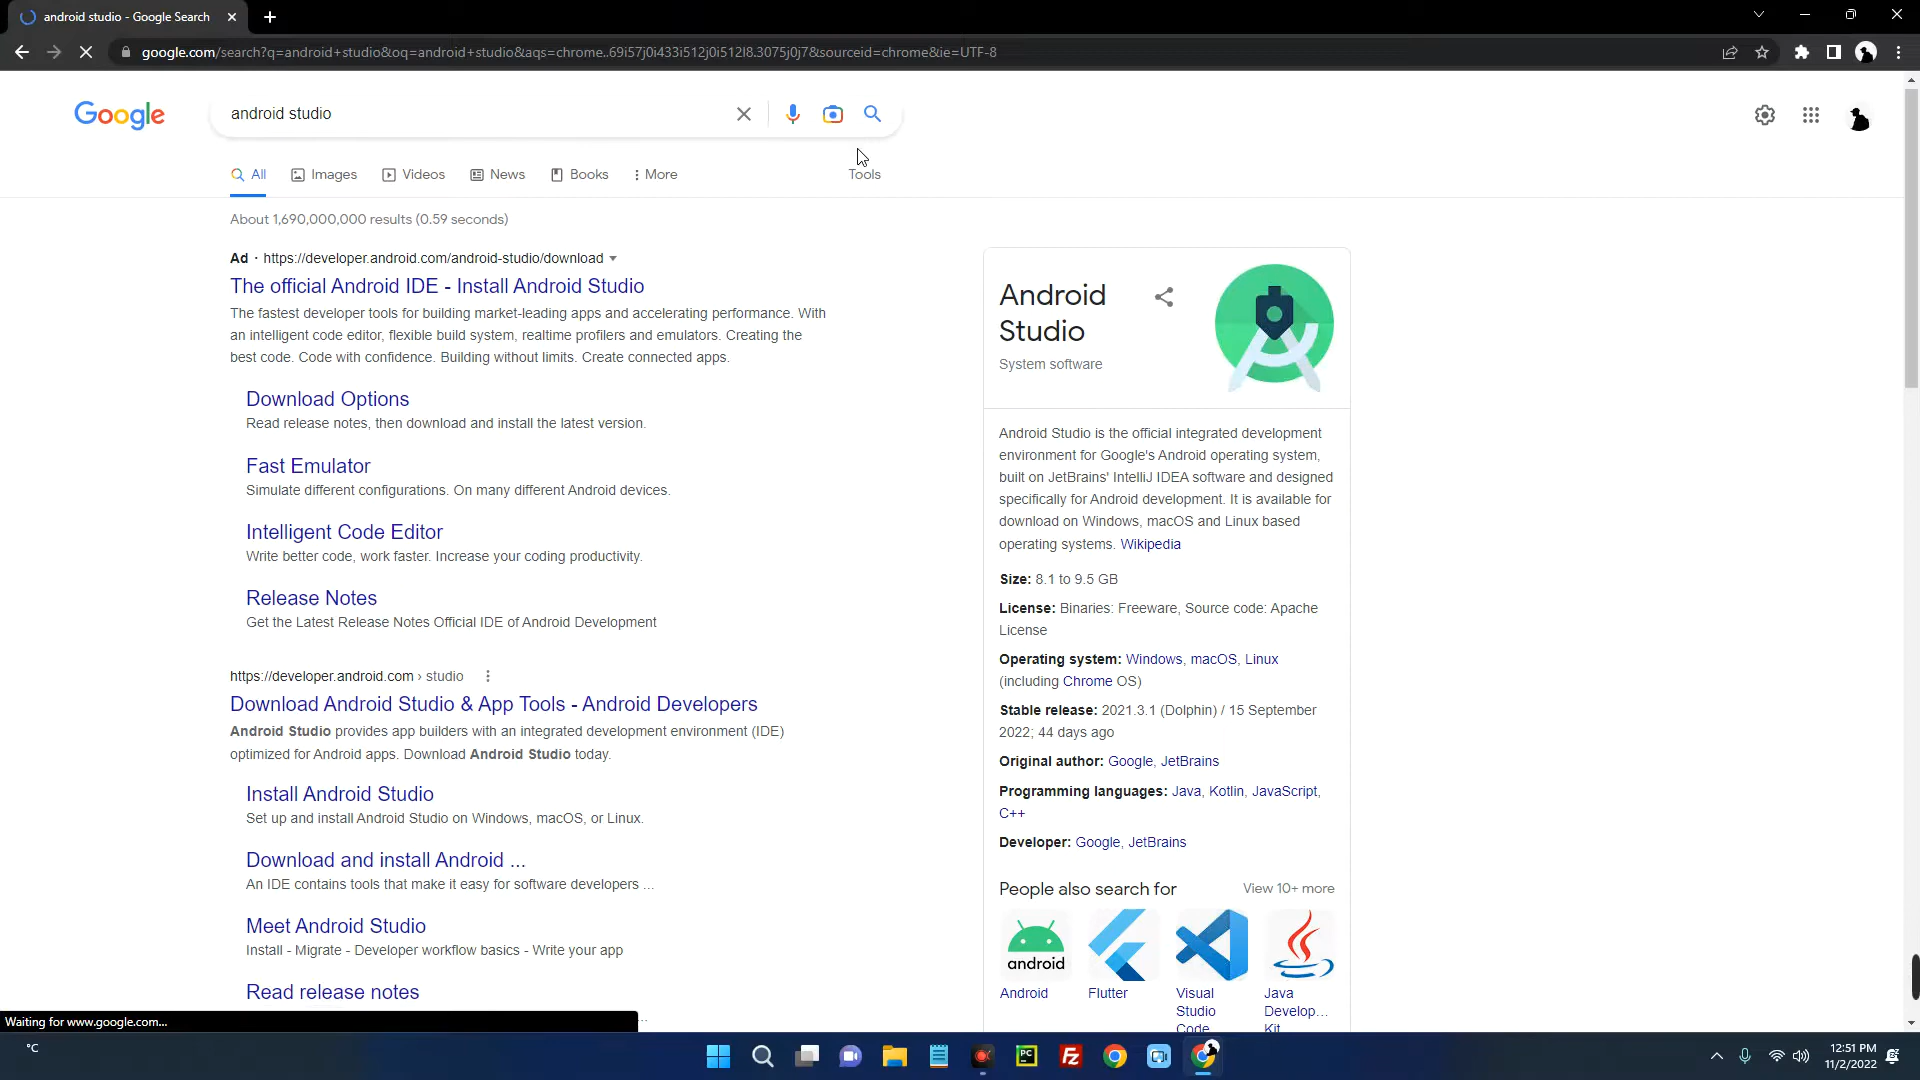 android studio - Google Search
google.com/search?q=android+studio&oq=android+studio&aqs=chrome..69i57j0i433i512j0i512l8.3075j0j7&sourceid=chrome&ie=UTF-8
Google
android studio
All Images Videos News Books More Tools
About 1,690,000,000 results (0.59 seconds)
Ad · https://developer.android.com/android-studio/download
The official Android IDE - Install Android Studio
The fastest developer tools for building market-leading apps and accelerating performance. With
an intelligent code editor, flexible build system, realtime profilers and emulators. Creating the
best code. Code with confidence. Building without limits. Create connected apps.
Download Options
Read release notes, then download and install the latest version.
Fast Emulator
Simulate different configurations. On many different Android devices.
Intelligent Code Editor
Write better code, work faster. Increase your coding productivity.
Release Notes
Get the Latest Release Notes Official IDE of Android Development
https://developer.android.com › studio
Download Android Studio & App Tools - Android Developers
Android Studio provides app builders with an integrated development environment (IDE)
optimized for Android apps. Download Android Studio today.
Install Android Studio
Set up and install Android Studio on Windows, macOS, or Linux.
Download and install Android ...
An IDE contains tools that make it easy for software developers ...
Meet Android Studio
Install - Migrate - Developer workflow basics - Write your app
Read release notes
...
Android
Studio
System software
Android Studio is the official integrated development
environment for Google's Android operating system,
built on JetBrains' IntelliJ IDEA software and designed
specifically for Android development. It is available for
download on Windows, macOS and Linux based
operating systems. Wikipedia
Size: 8.1 to 9.5 GB
License: Binaries: Freeware, Source code: Apache
License
Operating system: Windows, macOS, Linux
(including Chrome OS)
Stable release: 2021.3.1 (Dolphin) / 15 September
2022; 44 days ago
Original author: Google, JetBrains
Programming languages: Java, Kotlin, JavaScript,
C++
Developer: Google, JetBrains
People also search for View 10+ more
android
Android Flutter Visual Java
Studio Develop...
Code Kit
Waiting for www.google.com...
°C
PC
FZ
12:51 PM
11/2/2022